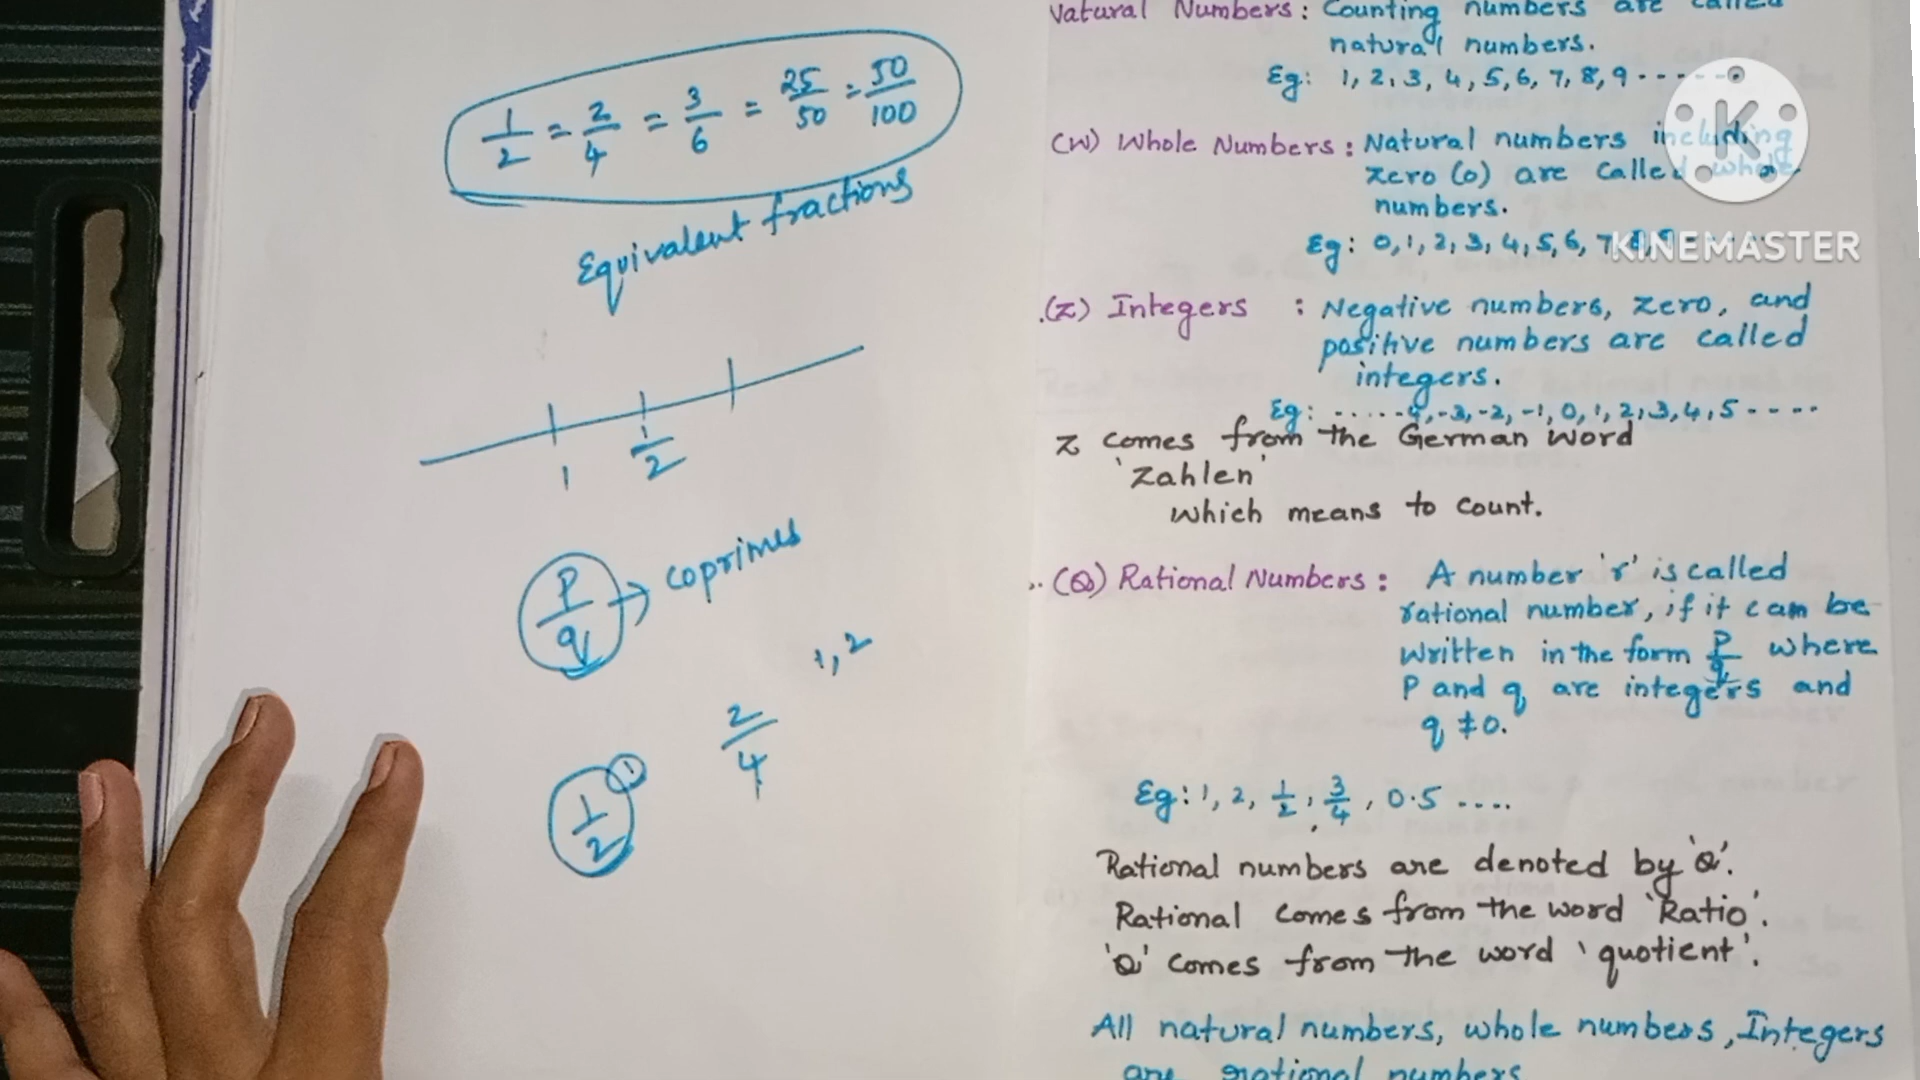 1/2 = 2/4 = 3/6 = 25/50 = 50/100
Equivalent fractions
1 1/2
P/q → coprimes
1, 2
2/4
1/2 1
Natural Numbers : Counting numbers are called
natural numbers.
Eg: 1, 2, 3, 4, 5, 6, 7, 8, 9 ------
(W) Whole Numbers : Natural numbers including
zero (0) are called whole
numbers.
Eg: 0, 1, 2, 3, 4, 5, 6, 7, 8, 9
K
KINEMASTER
(Z) Integers : Negative numbers, zero, and
positive numbers are called
integers.
Eg: ......-4, -3, -2, -1, 0, 1, 2, 3, 4, 5 -----
Z comes from the German word
'Zahlen'
which means to count.
(Q) Rational Numbers : A number 'r' is called
rational number, if it can be
written in the form P/q where
P and q are integers and
q ≠ 0.
Eg: 1, 2, 1/2, 3/4, 0.5 ....
Rational numbers are denoted by 'Q'.
Rational comes from the word 'Ratio'.
'Q' comes from the word 'quotient'.
All natural numbers, whole numbers, Integers
are rational numbers